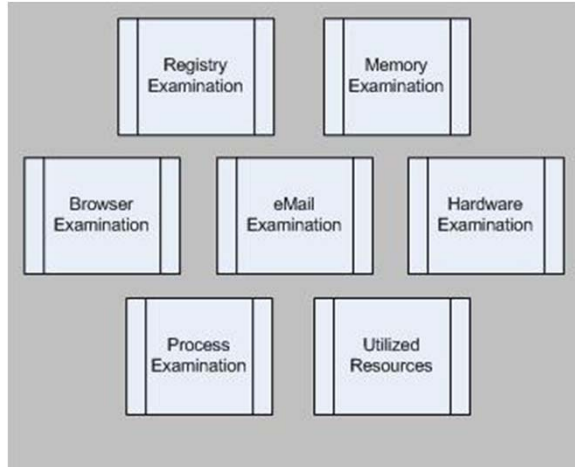 Registry
Examination
Memory
Examination
Browser
Examination
eMail
Examination
Hardware
Examination
Process
Examination
Utilized
Resources